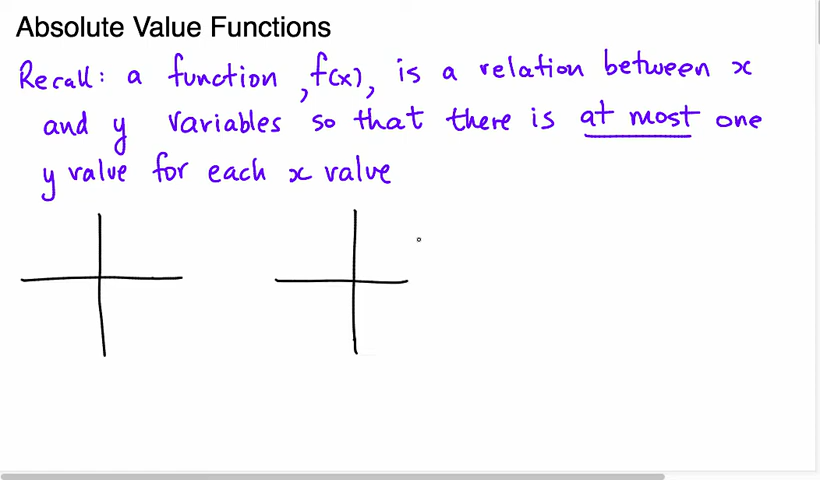 Absolute Value Functions
Recall: a function, f(x), is a relation between x
and y variables so that there is at most one
y value for each x value